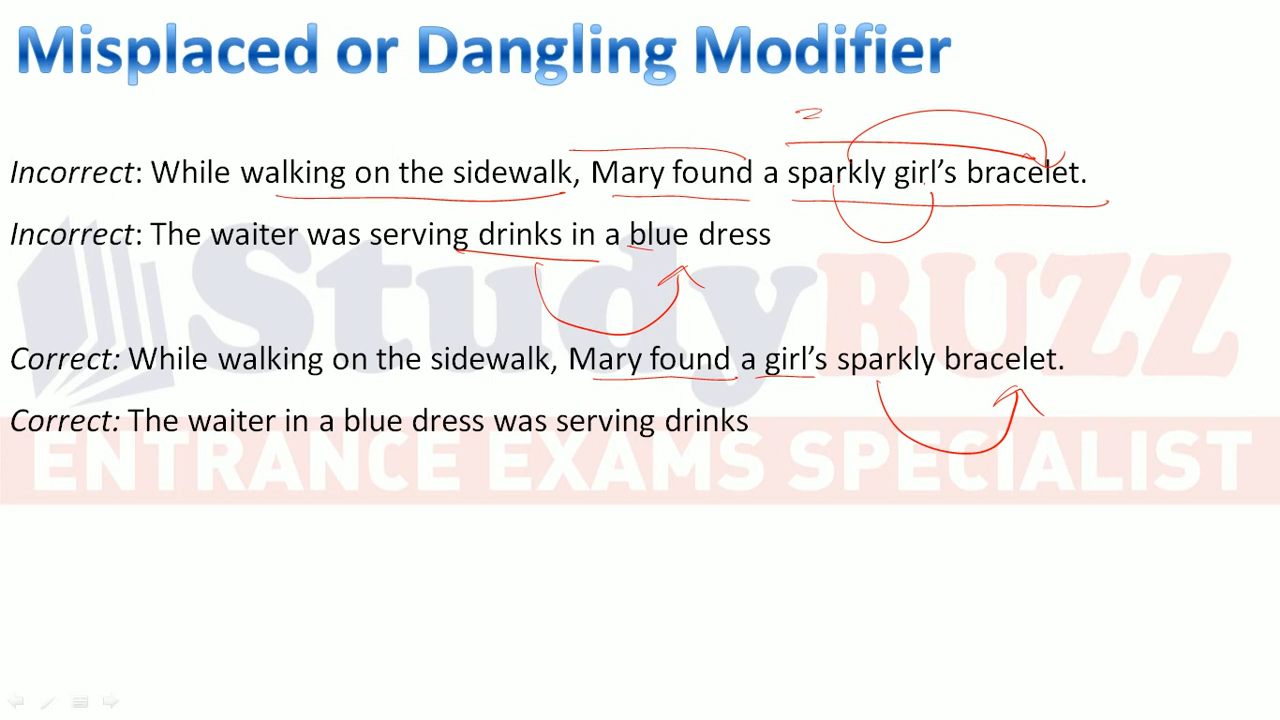 Misplaced or Dangling Modifier
2
Incorrect: While walking on the sidewalk, Mary found a sparkly girl's bracelet.
Incorrect: The waiter was serving drinks in a blue dress
StudyBUZZ
Correct: While walking on the sidewalk, Mary found a girl's sparkly bracelet.
Correct: The waiter in a blue dress was serving drinks
ENTRANCE EXAMS SPECIALIST